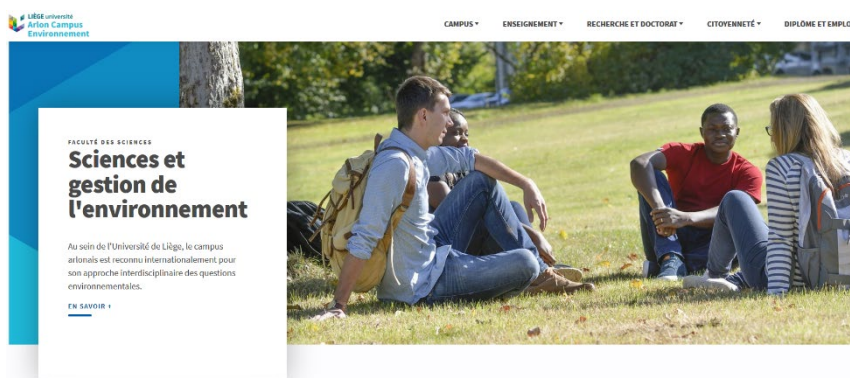 LIÈGE université
Arlon Campus
Environnement
CAMPUS ENSEIGNEMENT RECHERCHE ET DOCTORAT CITOYENNETÉ DIPLÔME ET EMPLO
FACULTÉ DES SCIENCES
Sciences et
gestion de
l'environnement
Au sein de l'Université de Liège, le campus
arlonais est reconnu internationalement pour
son approche interdisciplinaire des questions
environnementales.
EN SAVOIR +